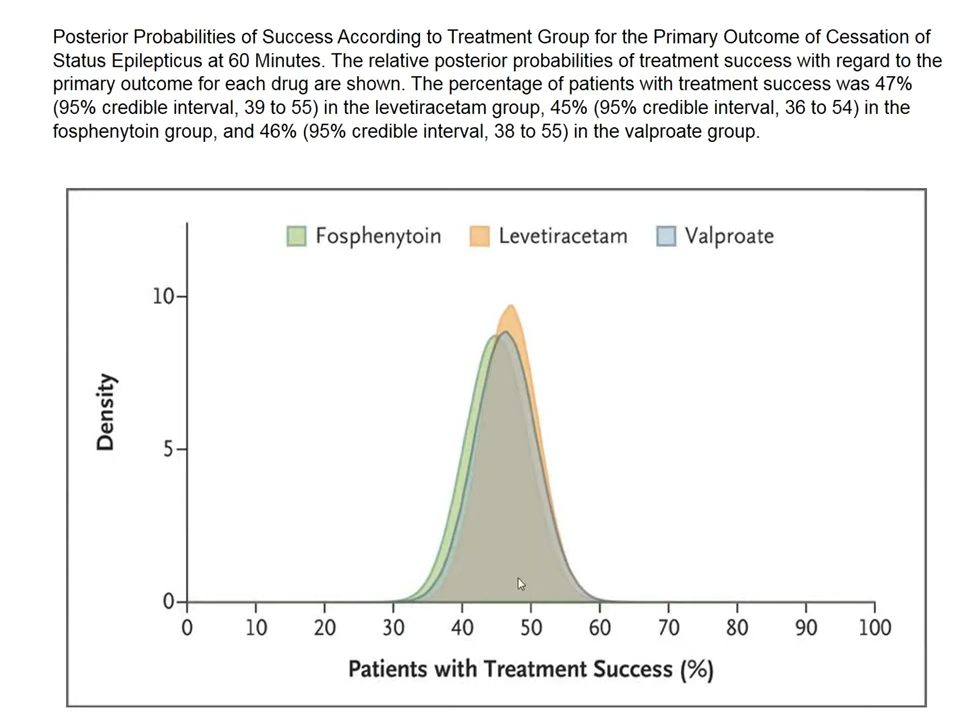 Posterior Probabilities of Success According to Treatment Group for the Primary Outcome of Cessation of
Status Epilepticus at 60 Minutes. The relative posterior probabilities of treatment success with regard to the
primary outcome for each drug are shown. The percentage of patients with treatment success was 47%
(95% credible interval, 39 to 55) in the levetiracetam group, 45% (95% credible interval, 36 to 54) in the
fosphenytoin group, and 46% (95% credible interval, 38 to 55) in the valproate group.
Fosphenytoin Levetiracetam Valproate
10
Density
5
0
0 10 20 30 40 50 60 70 80 90 100
Patients with Treatment Success (%)